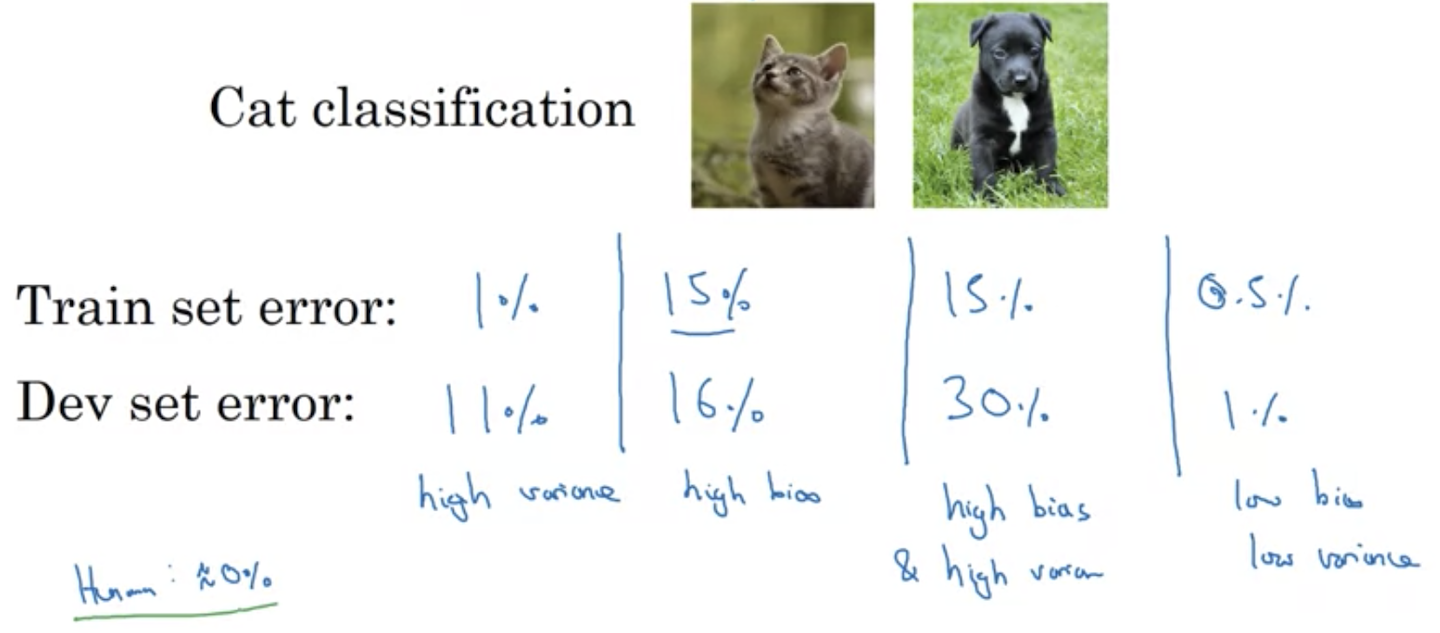 Cat classification
Train set error: 1% 15% 15% 0.5%
Dev set error: 11% 16% 30% 1%
high variance high bias high bias low bias
& high varian low variance
Human: ≈0%